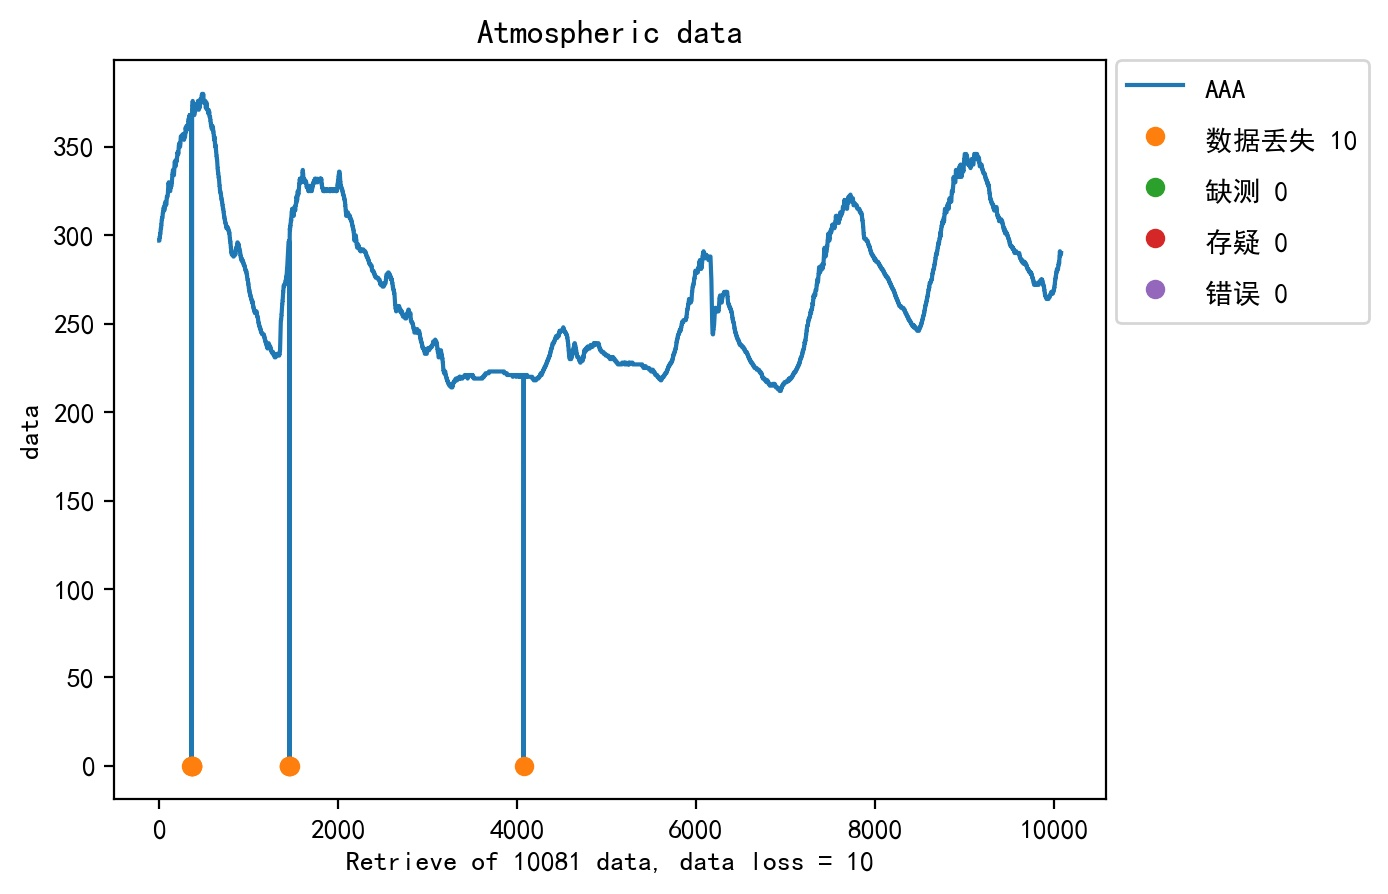 Atmospheric data
350
300
250
200
150
100
50
0
data
0 2000 4000 6000 8000 10000
Retrieve of 10081 data, data loss = 10
AAA
数据丢失 10
缺测 0
存疑 0
错误 0